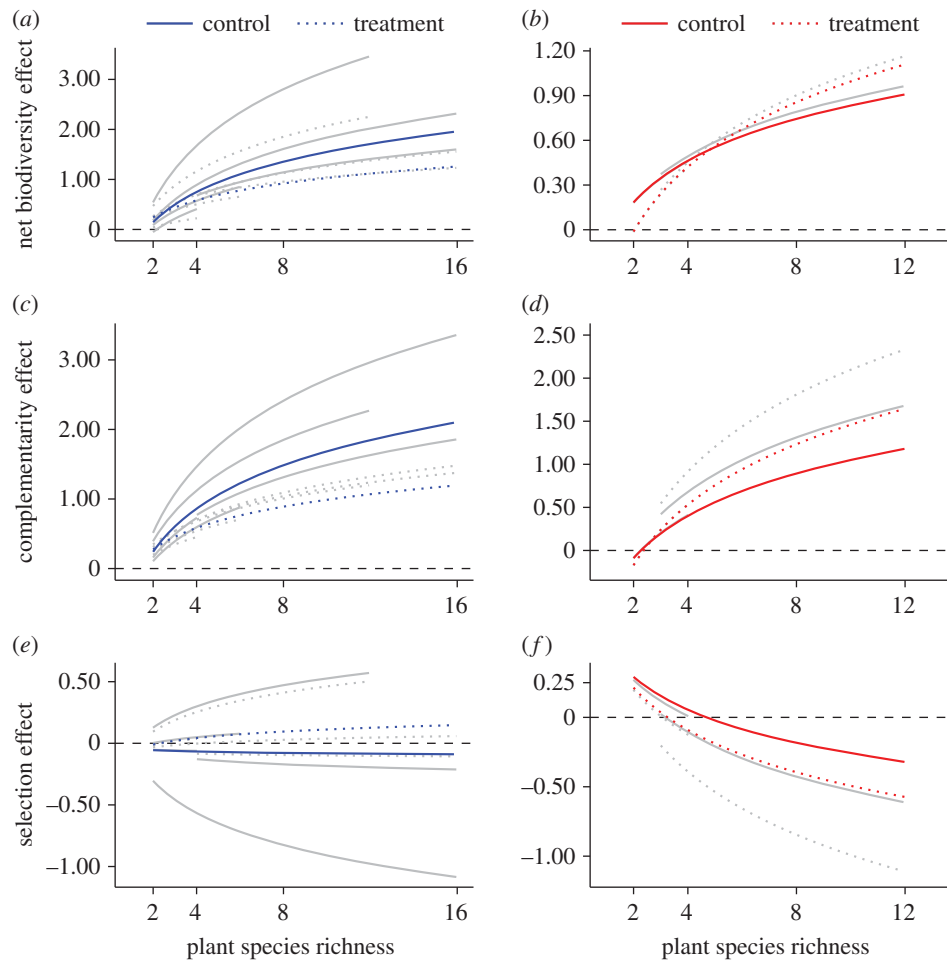 (a) control treatment
(b) control treatment
net biodiversity effect
3.00
2.00
1.00
0
2 4 8 16
1.20
0.90
0.60
0.30
0
2 4 8 12
(c)
(d)
complementarity effect
3.00
2.00
1.00
0
2 4 8 16
2.50
2.00
1.50
1.00
0.50
0
2 4 8 12
(e)
(f)
selection effect
0.50
0
–0.50
–1.00
2 4 8 16
plant species richness
0.25
0
–0.50
–1.00
2 4 8 12
plant species richness